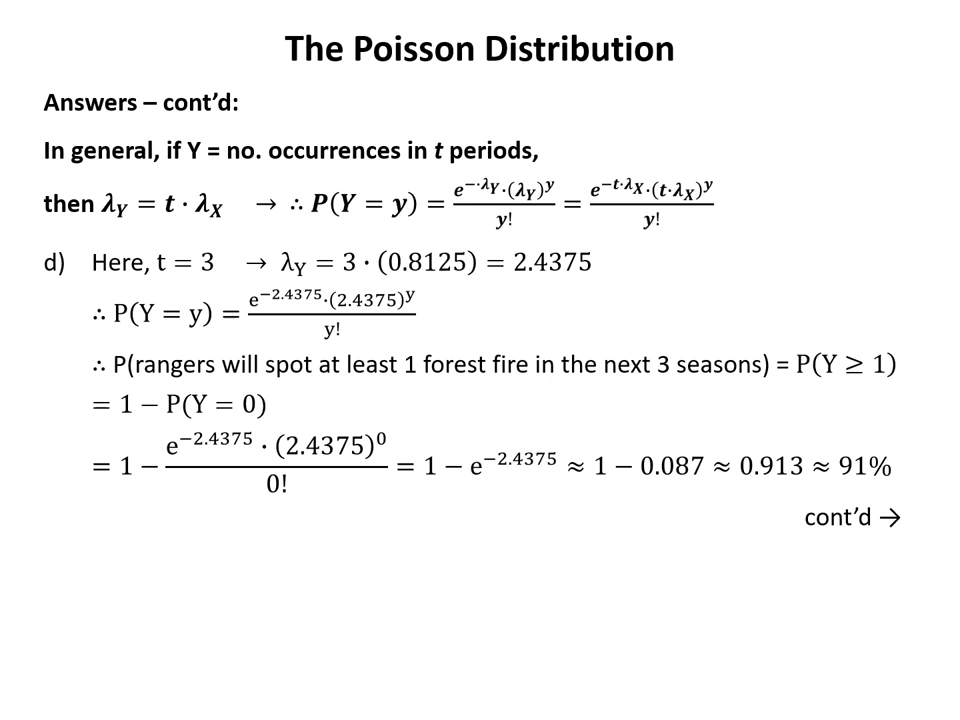 The Poisson Distribution
Answers – cont’d:
In general, if Y = no. occurrences in t periods,
then λ_Y = t · λ_X → ∴ P(Y = y) = e^(−·λ_Y)·(λ_Y)^y / y! = e^(−t·λ_X)·(t·λ_X)^y / y!
d) Here, t = 3 → λ_Y = 3 · (0.8125) = 2.4375
∴ P(Y = y) = e^(−2.4375)·(2.4375)^y / y!
∴ P(rangers will spot at least 1 forest fire in the next 3 seasons) = P(Y ≥ 1)
= 1 − P(Y = 0)
= 1 − e^(−2.4375) · (2.4375)^0 / 0! = 1 − e^(−2.4375) ≈ 1 − 0.087 ≈ 0.913 ≈ 91%
cont’d →